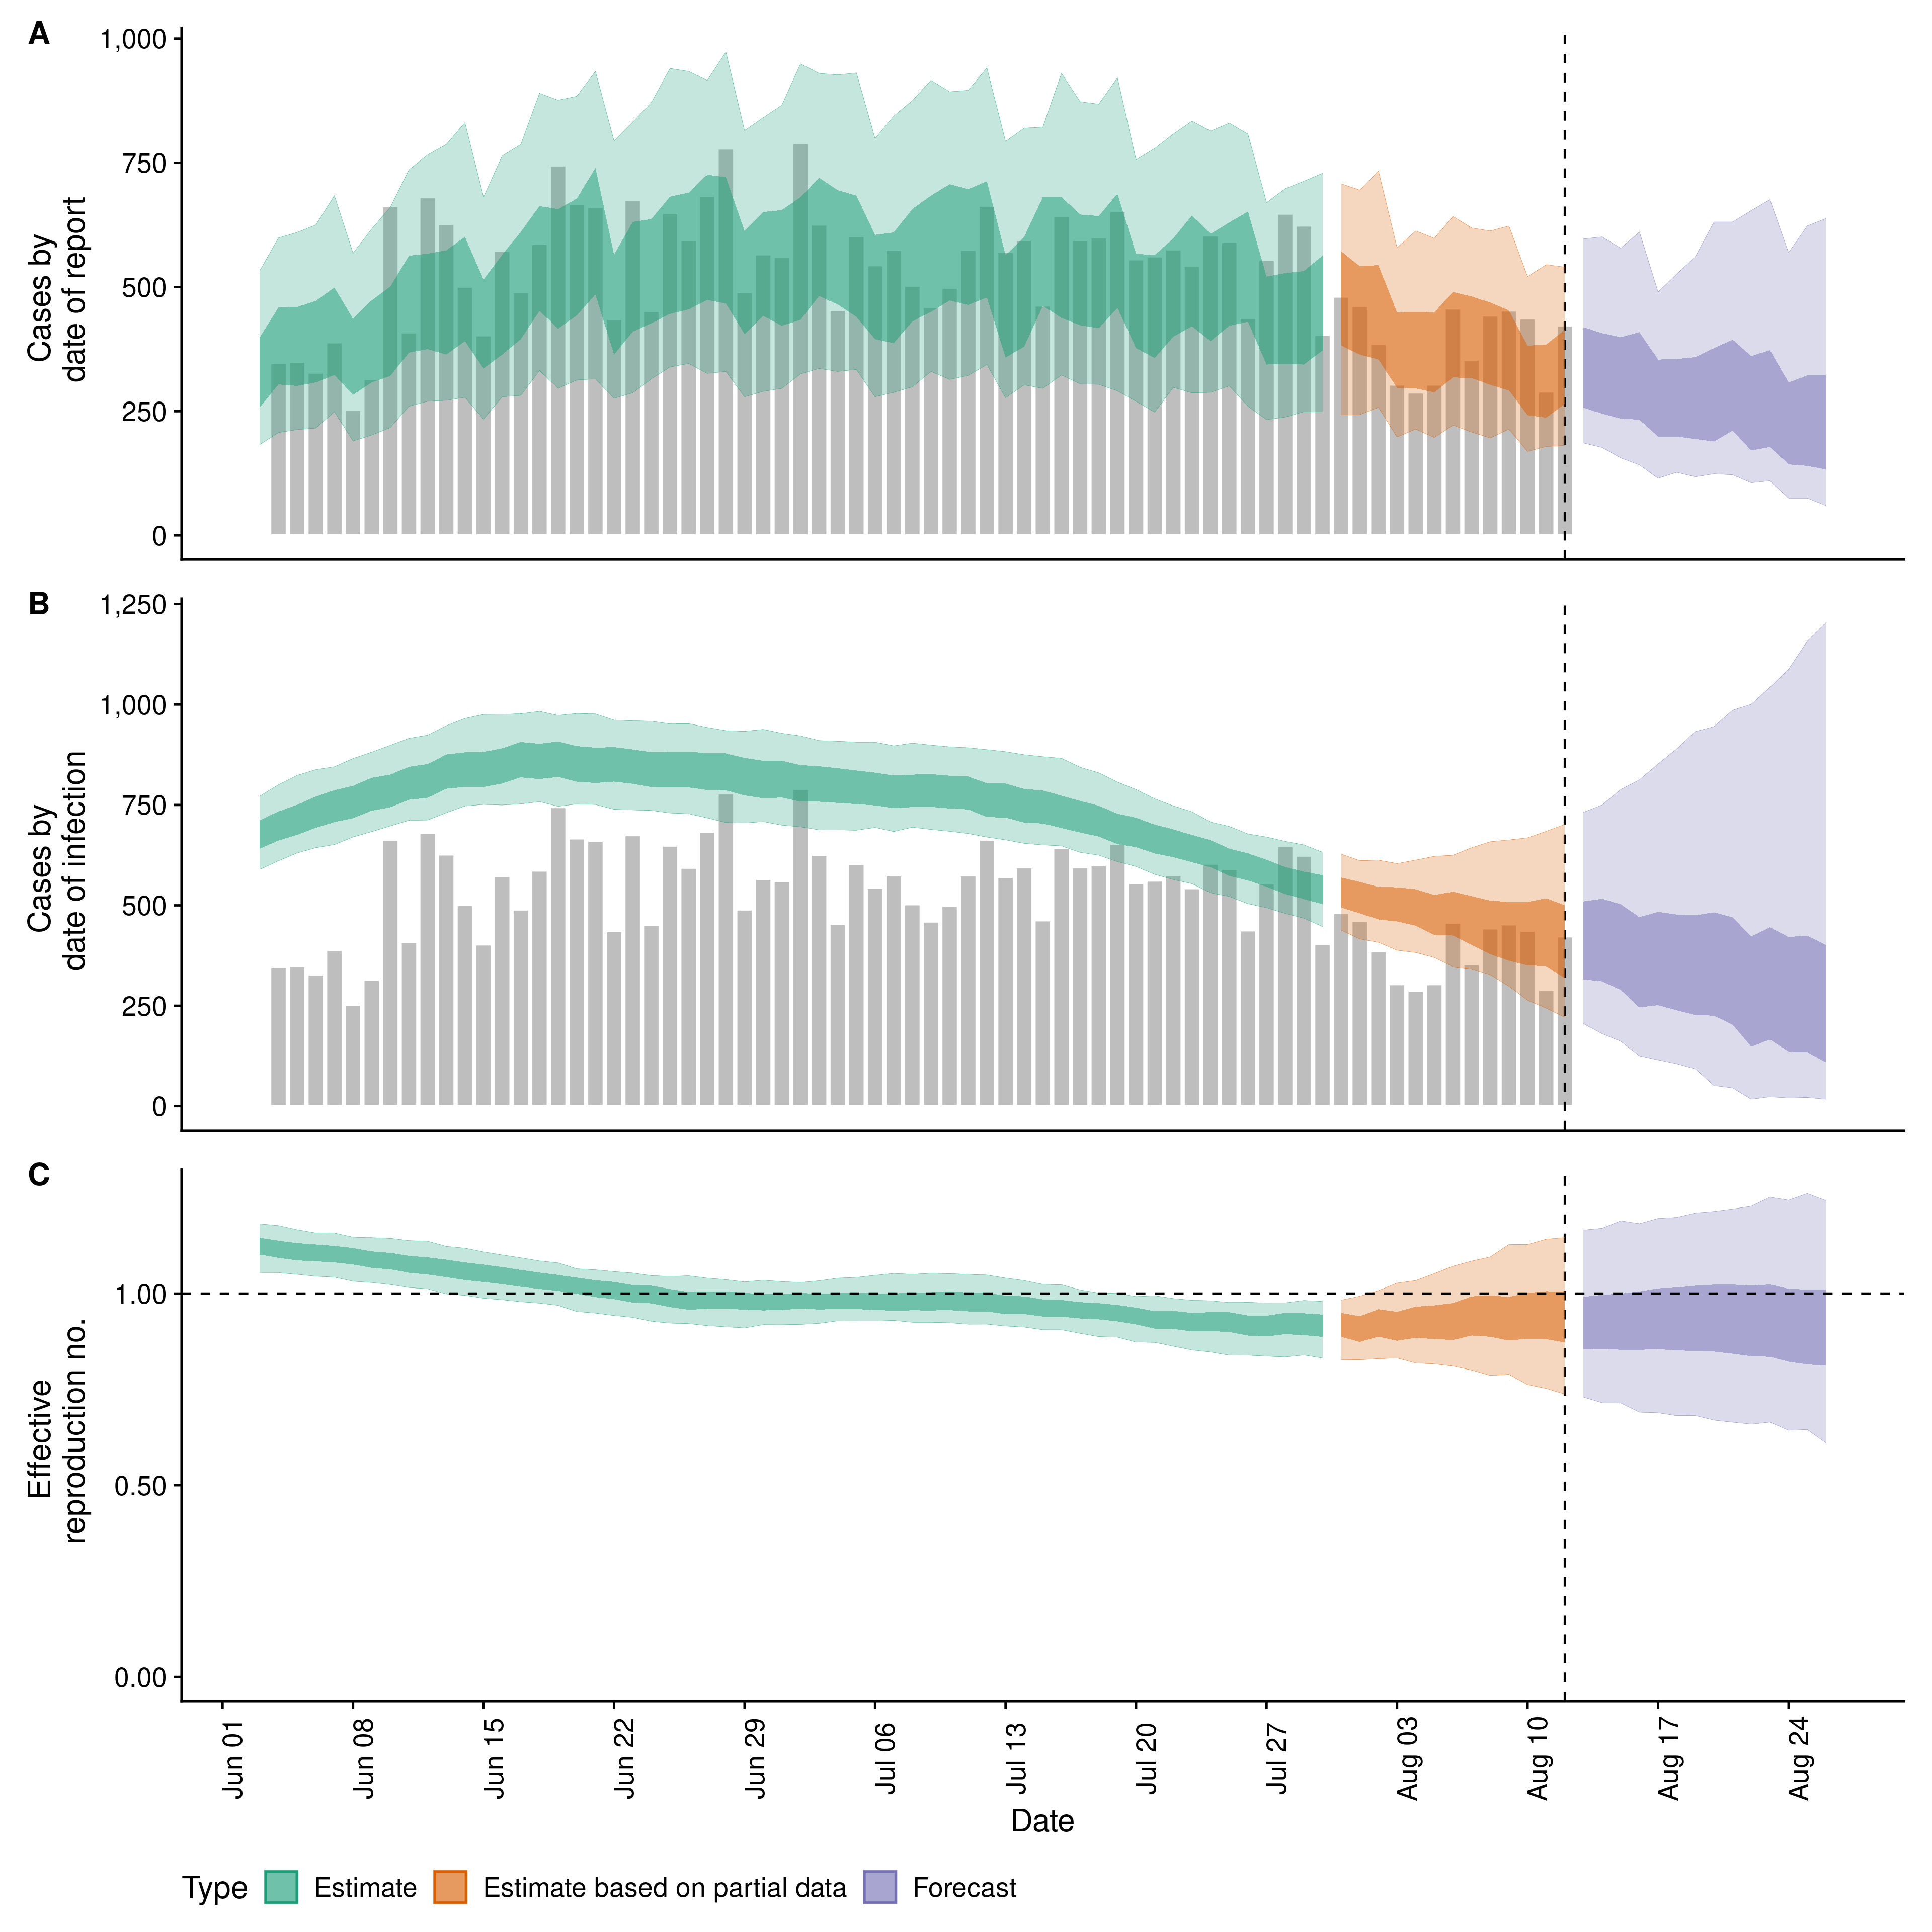 A
Cases by
date of report
1,000
750
500
250
0
B
Cases by
date of infection
1,250
1,000
750
500
250
0
C
Effective
reproduction no.
1.00
0.50
0.00
Jun 01
Jun 08
Jun 15
Jun 22
Jun 29
Jul 06
Jul 13
Jul 20
Jul 27
Aug 03
Aug 10
Aug 17
Aug 24
Date
Type Estimate Estimate based on partial data Forecast